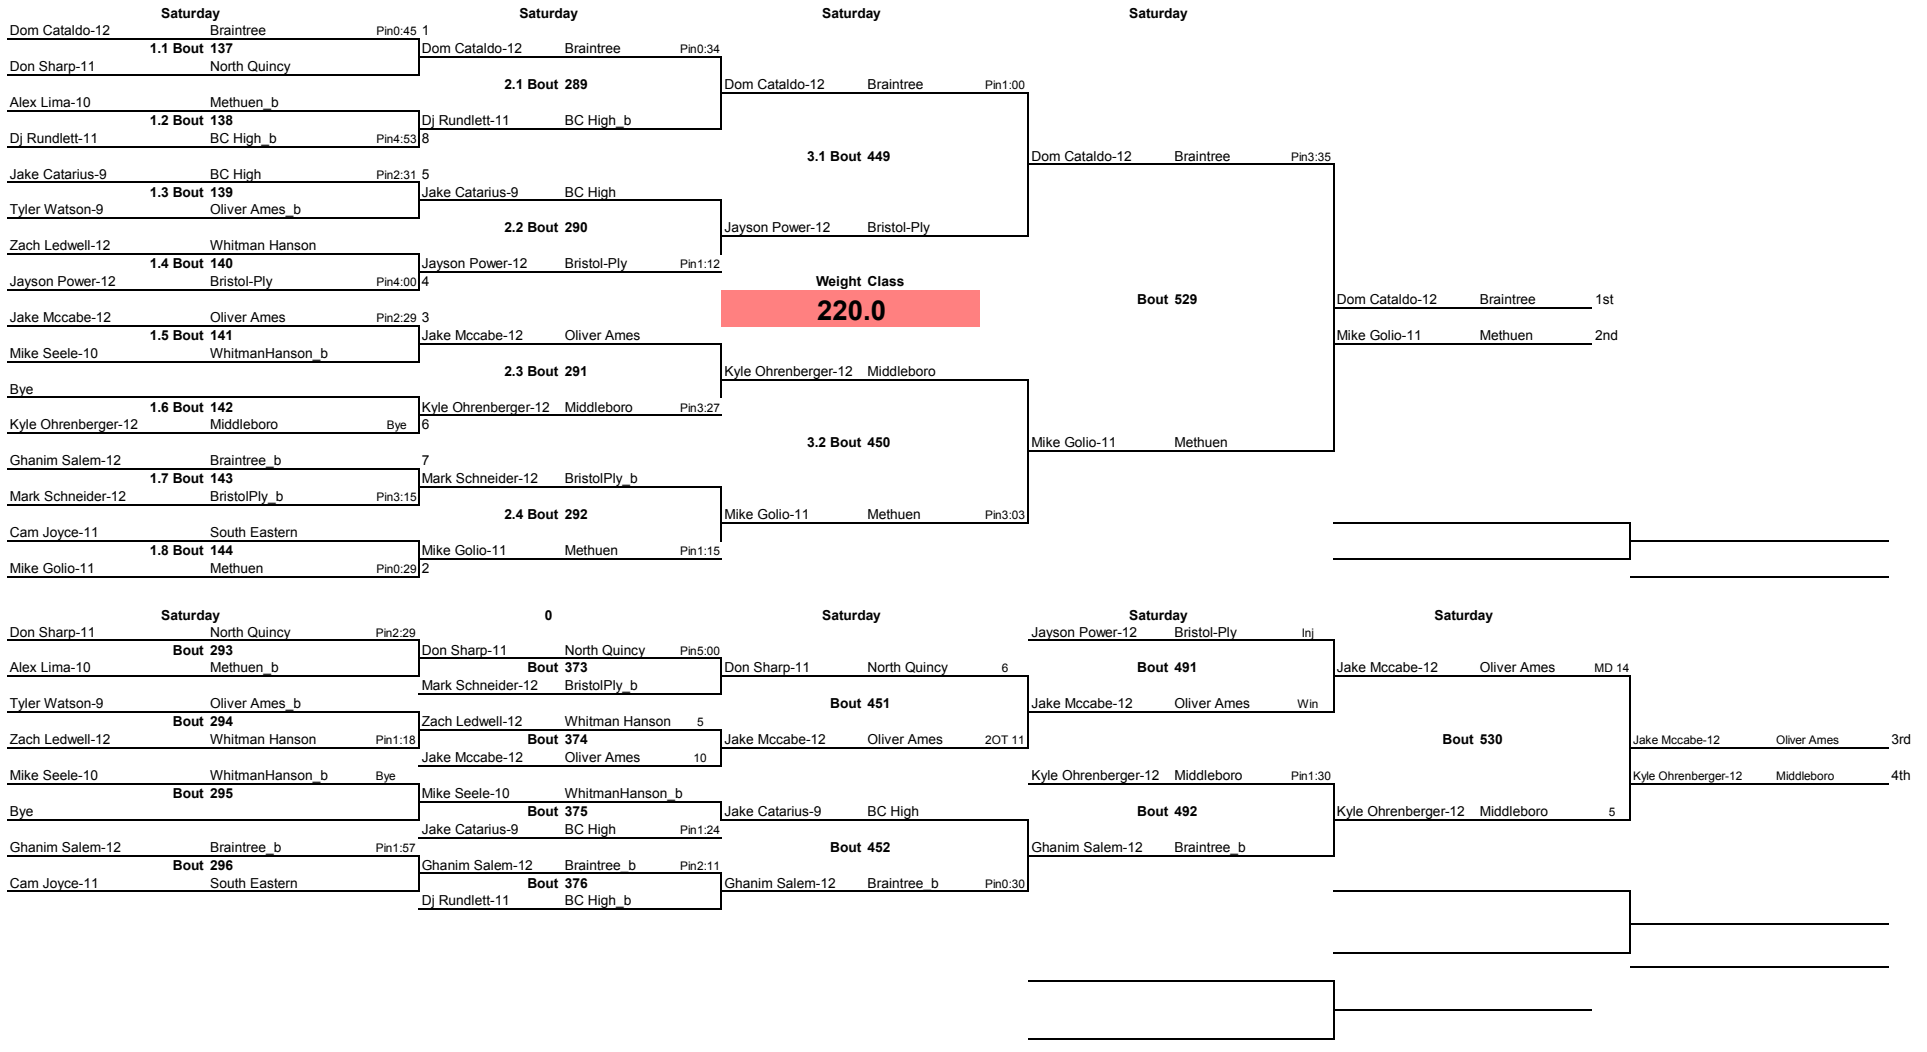 Saturday Saturday Saturday Saturday
Dom Cataldo-12 Braintree Pin0:45 1
1.1 Bout 137 Dom Cataldo-12 Braintree Pin0:34
Don Sharp-11 North Quincy
2.1 Bout 289 Dom Cataldo-12 Braintree Pin1:00
Alex Lima-10 Methuen_b
1.2 Bout 138 Dj Rundlett-11 BC High_b
Dj Rundlett-11 BC High_b Pin4:53 8
3.1 Bout 449 Dom Cataldo-12 Braintree Pin3:35
Jake Catarius-9 BC High Pin2:31 5
1.3 Bout 139 Jake Catarius-9 BC High
Tyler Watson-9 Oliver Ames_b
2.2 Bout 290 Jayson Power-12 Bristol-Ply
Zach Ledwell-12 Whitman Hanson
1.4 Bout 140 Jayson Power-12 Bristol-Ply Pin1:12
Jayson Power-12 Bristol-Ply Pin4:00 4 Weight Class
220.0 Bout 529 Dom Cataldo-12 Braintree 1st
Jake Mccabe-12 Oliver Ames Pin2:29 3
1.5 Bout 141 Jake Mccabe-12 Oliver Ames Mike Golio-11 Methuen 2nd
Mike Seele-10 WhitmanHanson_b
2.3 Bout 291 Kyle Ohrenberger-12 Middleboro
Bye
1.6 Bout 142 Kyle Ohrenberger-12 Middleboro Pin3:27
Kyle Ohrenberger-12 Middleboro Bye 6
3.2 Bout 450 Mike Golio-11 Methuen
Ghanim Salem-12 Braintree_b 7
1.7 Bout 143 Mark Schneider-12 BristolPly_b
Mark Schneider-12 BristolPly_b Pin3:15
2.4 Bout 292 Mike Golio-11 Methuen Pin3:03
Cam Joyce-11 South Eastern
1.8 Bout 144 Mike Golio-11 Methuen Pin1:15
Mike Golio-11 Methuen Pin0:29 2
Saturday 0 Saturday Saturday Saturday
Don Sharp-11 North Quincy Pin2:29 Jayson Power-12 Bristol-Ply Inj
Bout 293 Don Sharp-11 North Quincy Pin5:00
Alex Lima-10 Methuen_b Bout 373 Don Sharp-11 North Quincy 6 Bout 491 Jake Mccabe-12 Oliver Ames MD 14
Mark Schneider-12 BristolPly_b
Tyler Watson-9 Oliver Ames_b Bout 451 Jake Mccabe-12 Oliver Ames Win
Bout 294 Zach Ledwell-12 Whitman Hanson 5
Zach Ledwell-12 Whitman Hanson Pin1:18 Bout 374 Jake Mccabe-12 Oliver Ames 2OT 11 Bout 530 Jake Mccabe-12 Oliver Ames 3rd
Jake Mccabe-12 Oliver Ames 10
Mike Seele-10 WhitmanHanson_b Bye Kyle Ohrenberger-12 Middleboro Pin1:30 Kyle Ohrenberger-12 Middleboro 4th
Bout 295 Mike Seele-10 WhitmanHanson_b
Bye Bout 375 Jake Catarius-9 BC High Bout 492 Kyle Ohrenberger-12 Middleboro 5
Jake Catarius-9 BC High Pin1:24
Ghanim Salem-12 Braintree_b Pin1:57 Bout 452 Ghanim Salem-12 Braintree_b
Bout 296 Ghanim Salem-12 Braintree_b Pin2:11
Cam Joyce-11 South Eastern Bout 376 Ghanim Salem-12 Braintree_b Pin0:30
Dj Rundlett-11 BC High_b